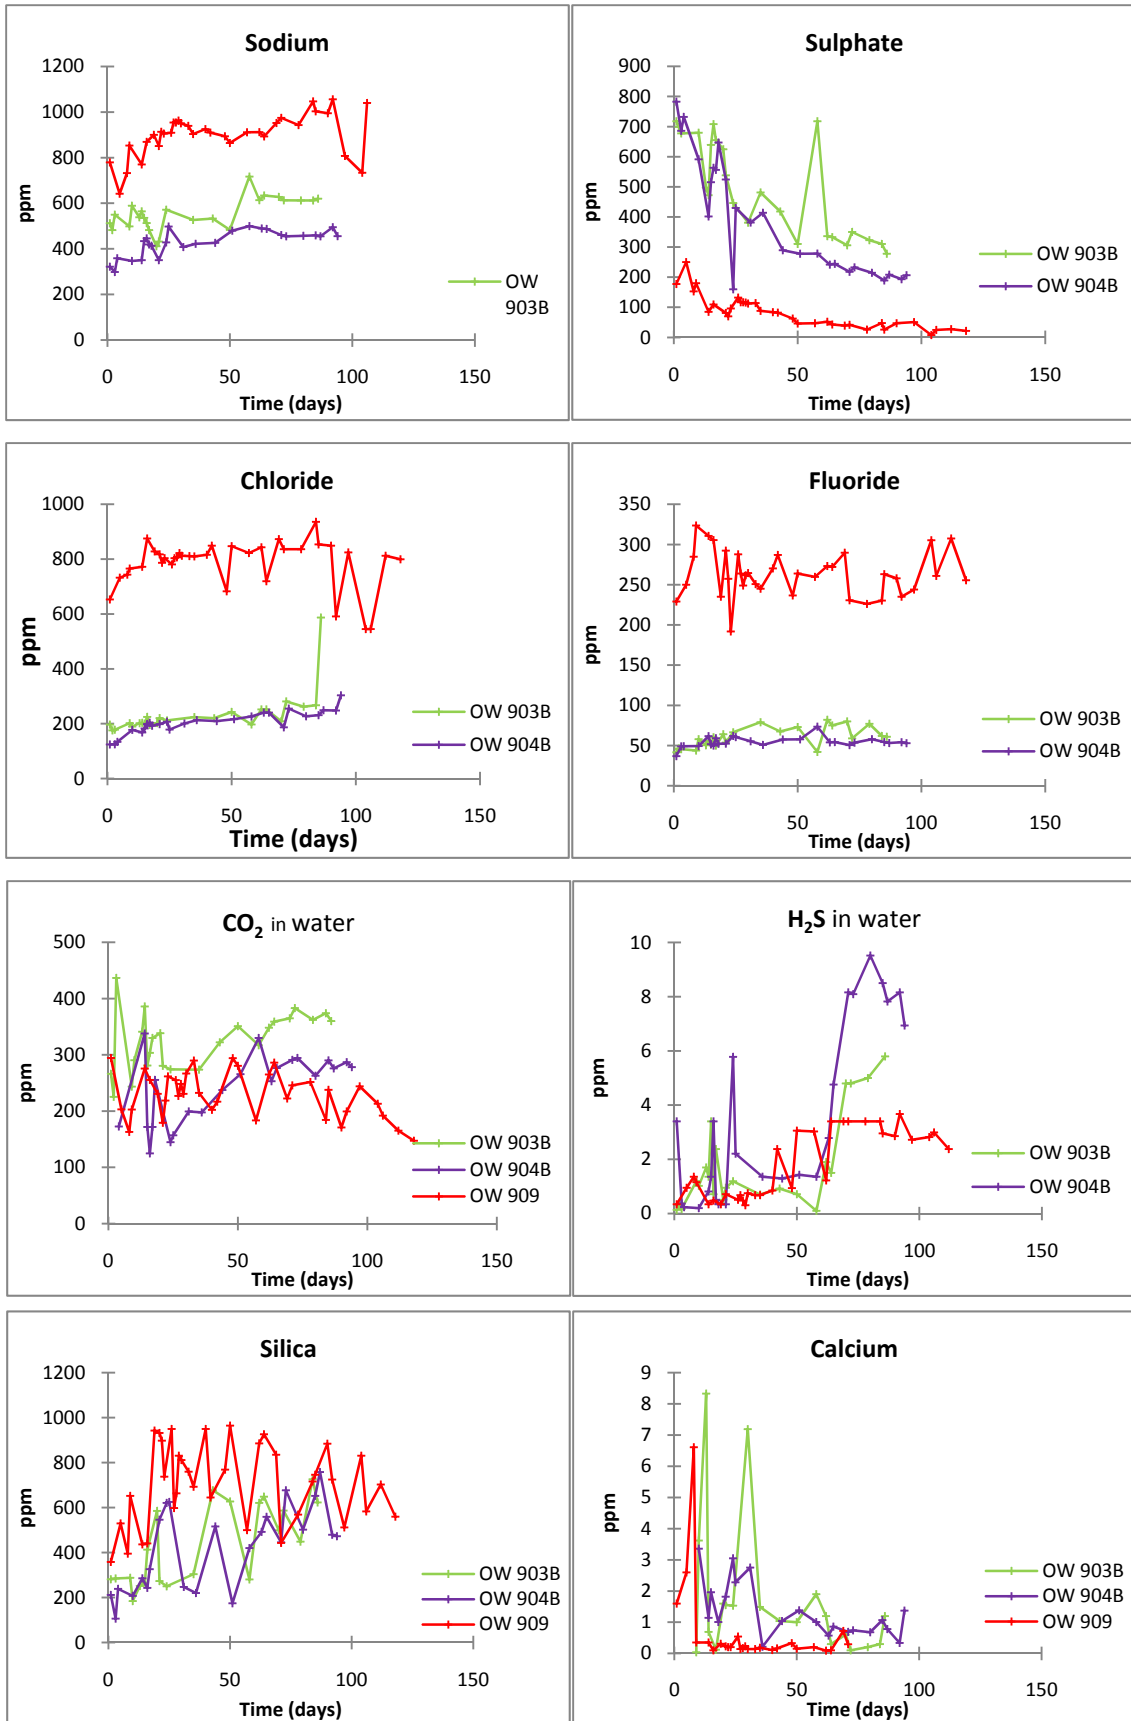 Sodium
1200
1000
800
600
400
200
0
ppm
0 50 100 150
Time (days)
OW
903B
Sulphate
900
800
700
600
500
400
300
200
100
0
ppm
0 50 100 150
Time (days)
OW 903B
OW 904B
Chloride
1000
800
600
400
200
0
ppm
0 50 100 150
Time (days)
OW 903B
OW 904B
Fluoride
350
300
250
200
150
100
50
0
ppm
0 50 100 150
Time (days)
OW 903B
OW 904B
CO₂ in water
500
400
300
200
100
0
ppm
0 50 100 150
Time (days)
OW 903B
OW 904B
OW 909
H₂S in water
10
8
6
4
2
0
ppm
0 50 100 150
Time (days)
OW 903B
OW 904B
Silica
1200
1000
800
600
400
200
0
ppm
0 50 100 150
Time (days)
OW 903B
OW 904B
OW 909
Calcium
9
8
7
6
5
4
3
2
1
0
ppm
0 50 100 150
Time (days)
OW 903B
OW 904B
OW 909